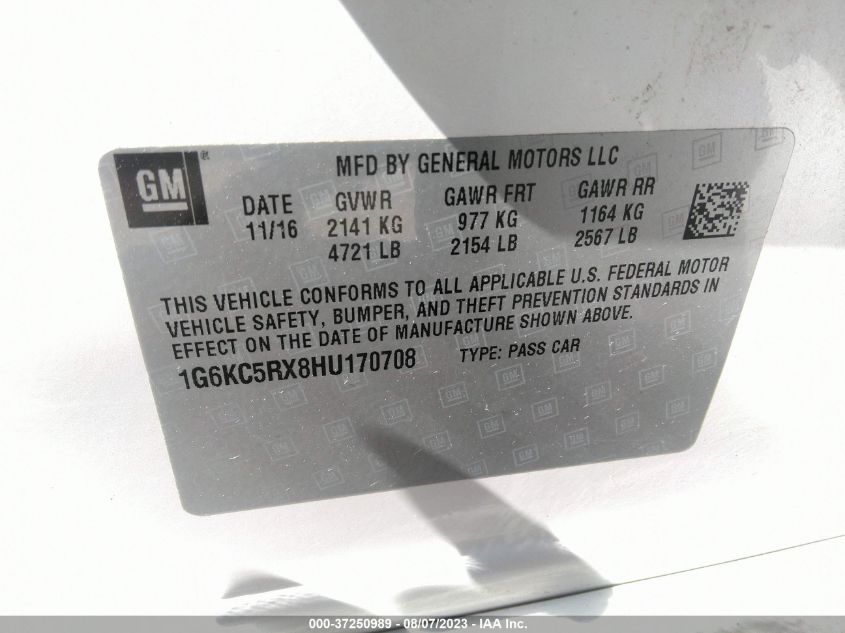 GM
MFD BY GENERAL MOTORS LLC
DATE GVWR GAWR FRT GAWR RR
11/16 2141 KG 977 KG 1164 KG
4721 LB 2154 LB 2567 LB
THIS VEHICLE CONFORMS TO ALL APPLICABLE U.S. FEDERAL MOTOR
VEHICLE SAFETY, BUMPER, AND THEFT PREVENTION STANDARDS IN
EFFECT ON THE DATE OF MANUFACTURE SHOWN ABOVE.
1G6KC5RX8HU170708 TYPE: PASS CAR
000-37250989 - 08/07/2023 - IAA Inc.